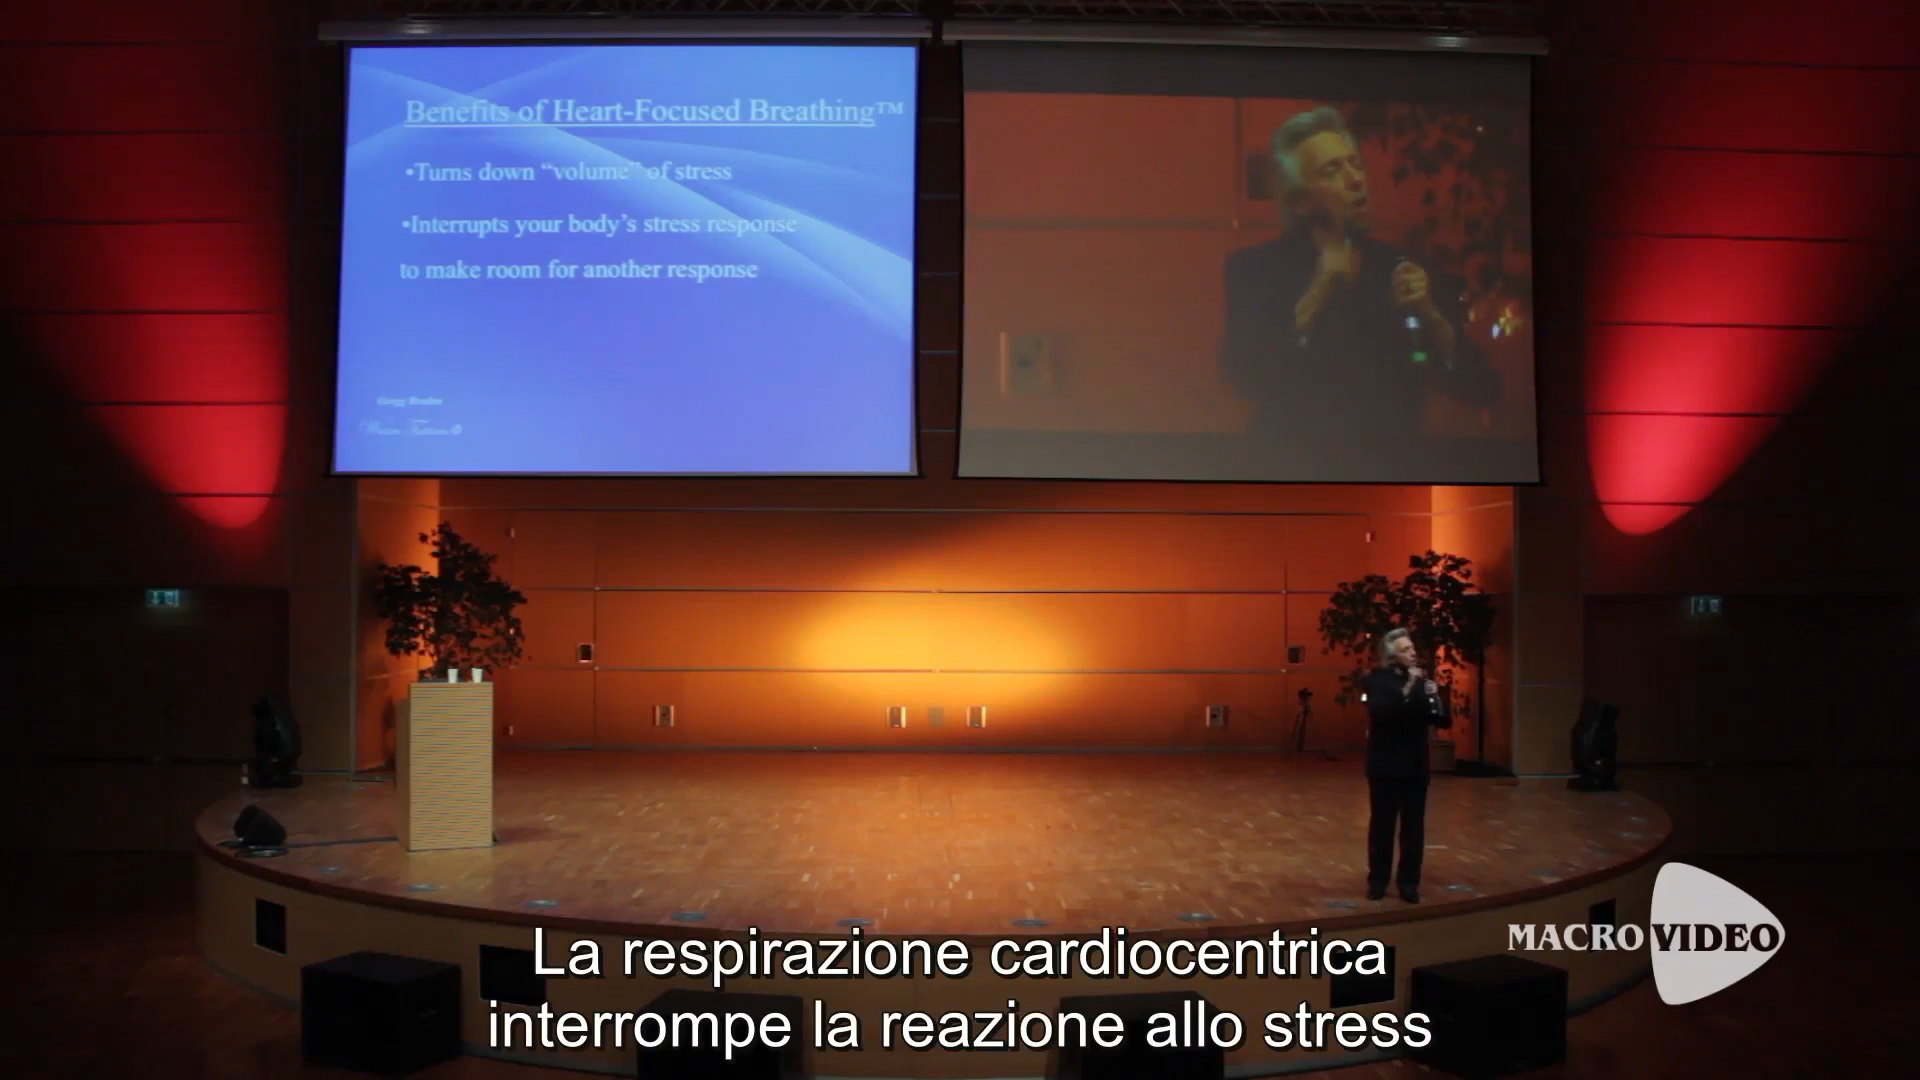 Benefits of Heart-Focused Breathing™
•Turns down “volume” of stress
•Interrupts your body’s stress response
to make room for another response
MACRO VIDEO
La respirazione cardiocentrica
interrompe la reazione allo stress